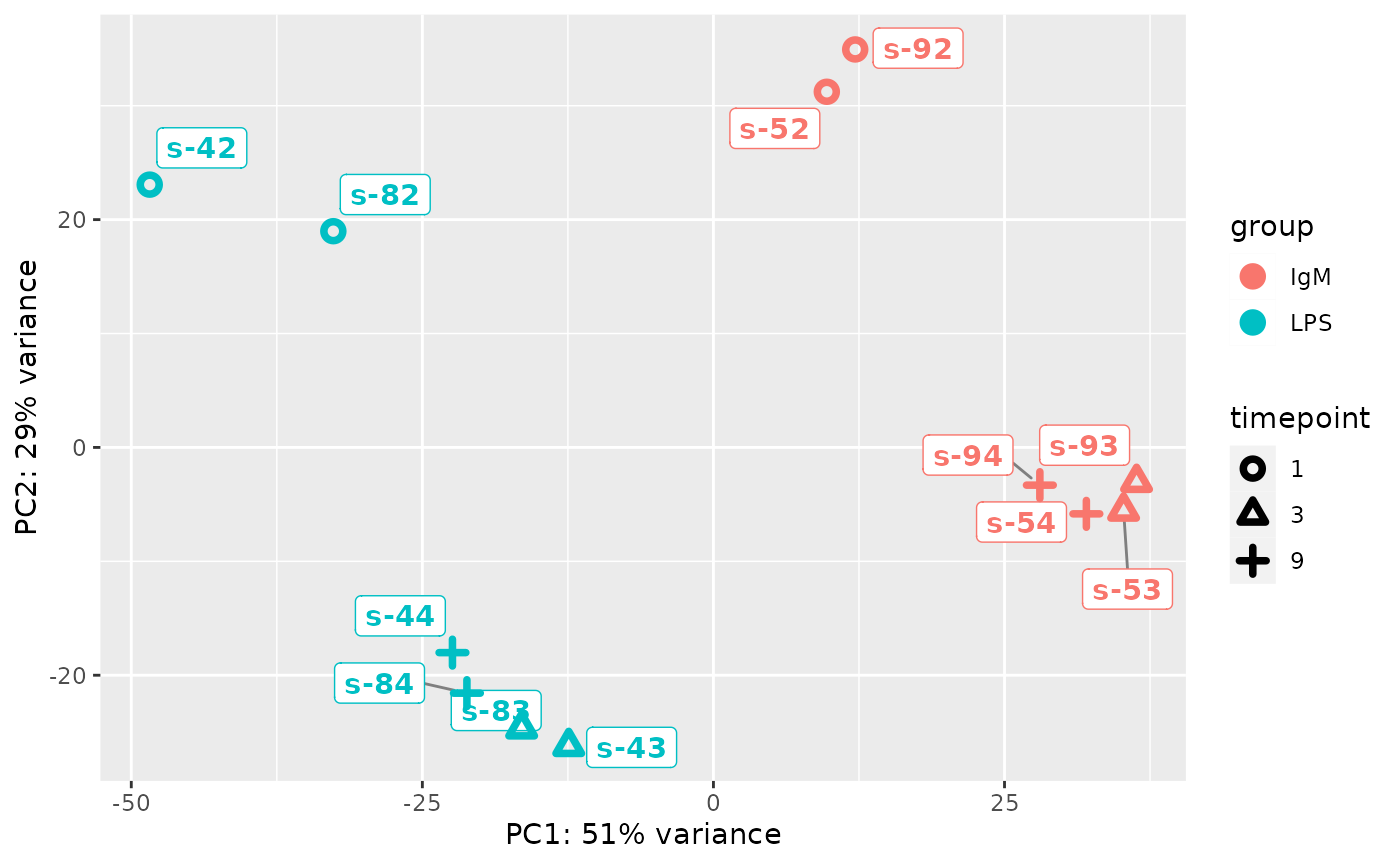 s-92
s-52
s-42
s-82
20
0
-20
s-94
s-93
s-54
s-53
s-44
s-84
s-83
s-43
-50
-25
0
25
PC1: 51% variance
PC2: 29% variance
group
IgM
LPS
timepoint
1
3
9